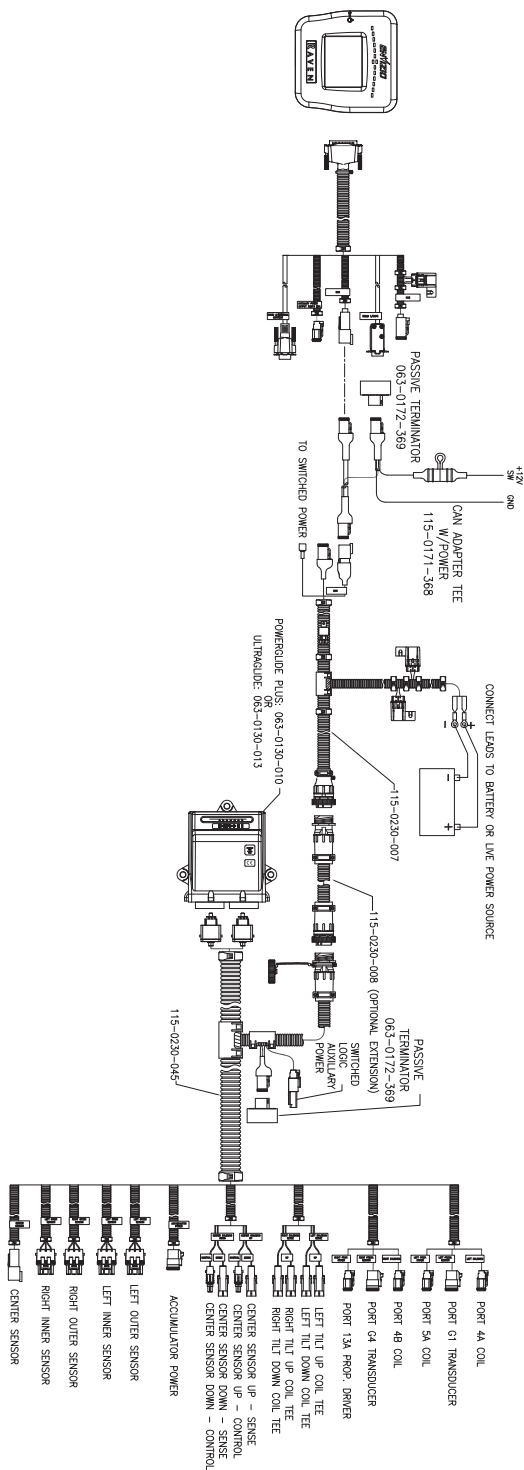 ENVIZIO
RAVEN
PASSIVE TERMINATOR
063-0172-369
+12V
SW
GND
CAN ADAPTER TEE
W/POWER
115-0171-368
TO SWITCHED POWER
CONNECT LEADS TO BATTERY OR LIVE POWER SOURCE
-
+
-
+
115-0230-007
POWERGLIDE PLUS: 063-0130-010
OR
ULTRAGLIDE: 063-0130-013
115-0230-008 (OPTIONAL EXTENSION)
PASSIVE
TERMINATOR
063-0172-369
SWITCHED
LOGIC
AUXILLARY
POWER
115-0230-045
PORT 4A COIL
PORT G1 TRANSDUCER
PORT 5A COIL
PORT 4B COIL
PORT G4 TRANSDUCER
PORT 13A PROP. DRIVER
LEFT TILT UP COIL TEE
LEFT TILT DOWN COIL TEE
RIGHT TILT UP COIL TEE
RIGHT TILT DOWN COIL TEE
CENTER SENSOR UP - SENSE
CENTER SENSOR UP - CONTROL
CENTER SENSOR DOWN - SENSE
CENTER SENSOR DOWN - CONTROL
ACCUMULATOR POWER
LEFT OUTER SENSOR
LEFT INNER SENSOR
RIGHT OUTER SENSOR
RIGHT INNER SENSOR
CENTER SENSOR